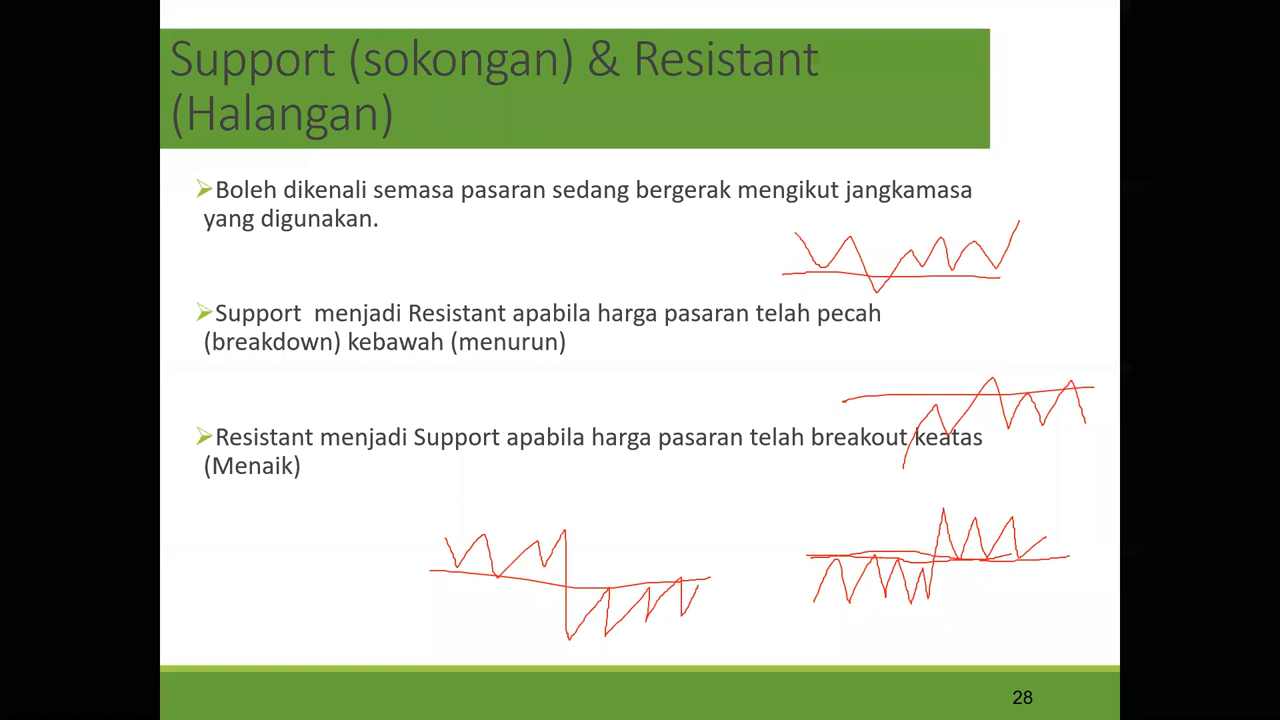 Support (sokongan) & Resistant
(Halangan)
Boleh dikenali semasa pasaran sedang bergerak mengikut jangkamasa
yang digunakan.
Support  menjadi Resistant apabila harga pasaran telah pecah
(breakdown) kebawah (menurun)
Resistant menjadi Support apabila harga pasaran telah breakout keatas
(Menaik)
28